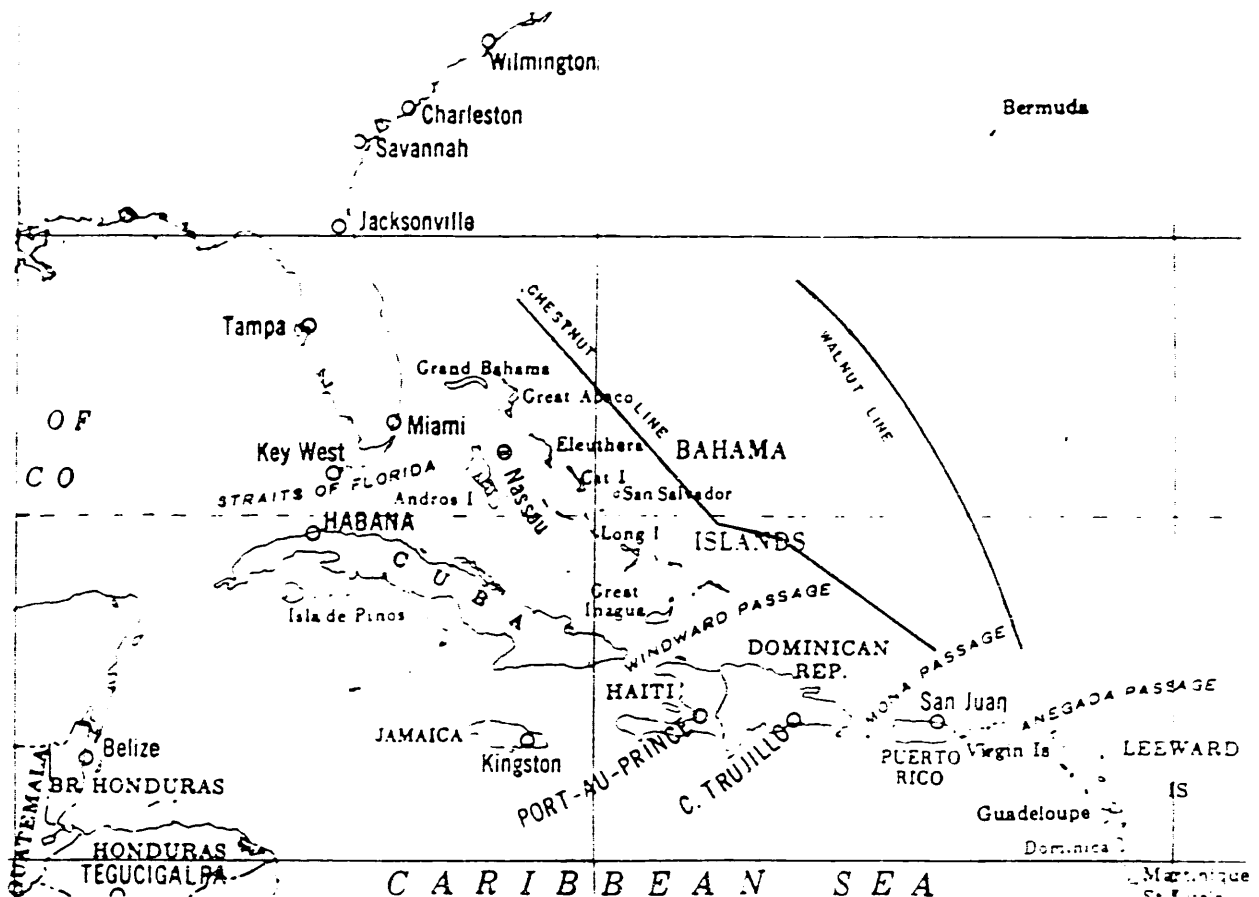 Wilmington
Charleston
Bermuda
Savannah
Jacksonville
CHESTNUT LINE
WALNUT LINE
Tampa
Grand Bahama
Great Abaco
OF
Miami
BAHAMA
Eleuthera
Key West
CO
STRAITS OF FLORIDA
Andros I
Nassau
Cat I
San Salvador
HABANA
Long I
ISLANDS
CUBA
Isla de Pinos
Great
Inagua
WINDWARD PASSAGE
DOMINICAN
REP.
MONA PASSAGE
HAITI
ANEGADA PASSAGE
San Juan
JAMAICA
Kingston
PORT-AU-PRINCE
C. TRUJILLO
PUERTO
RICO
Virgin Is
LEEWARD
IS
Belize
BR HONDURAS
GUATEMALA
Guadeloupe
Dominica
HONDURAS
TEGUCIGALPA
CARIBBEAN SEA
Martinique